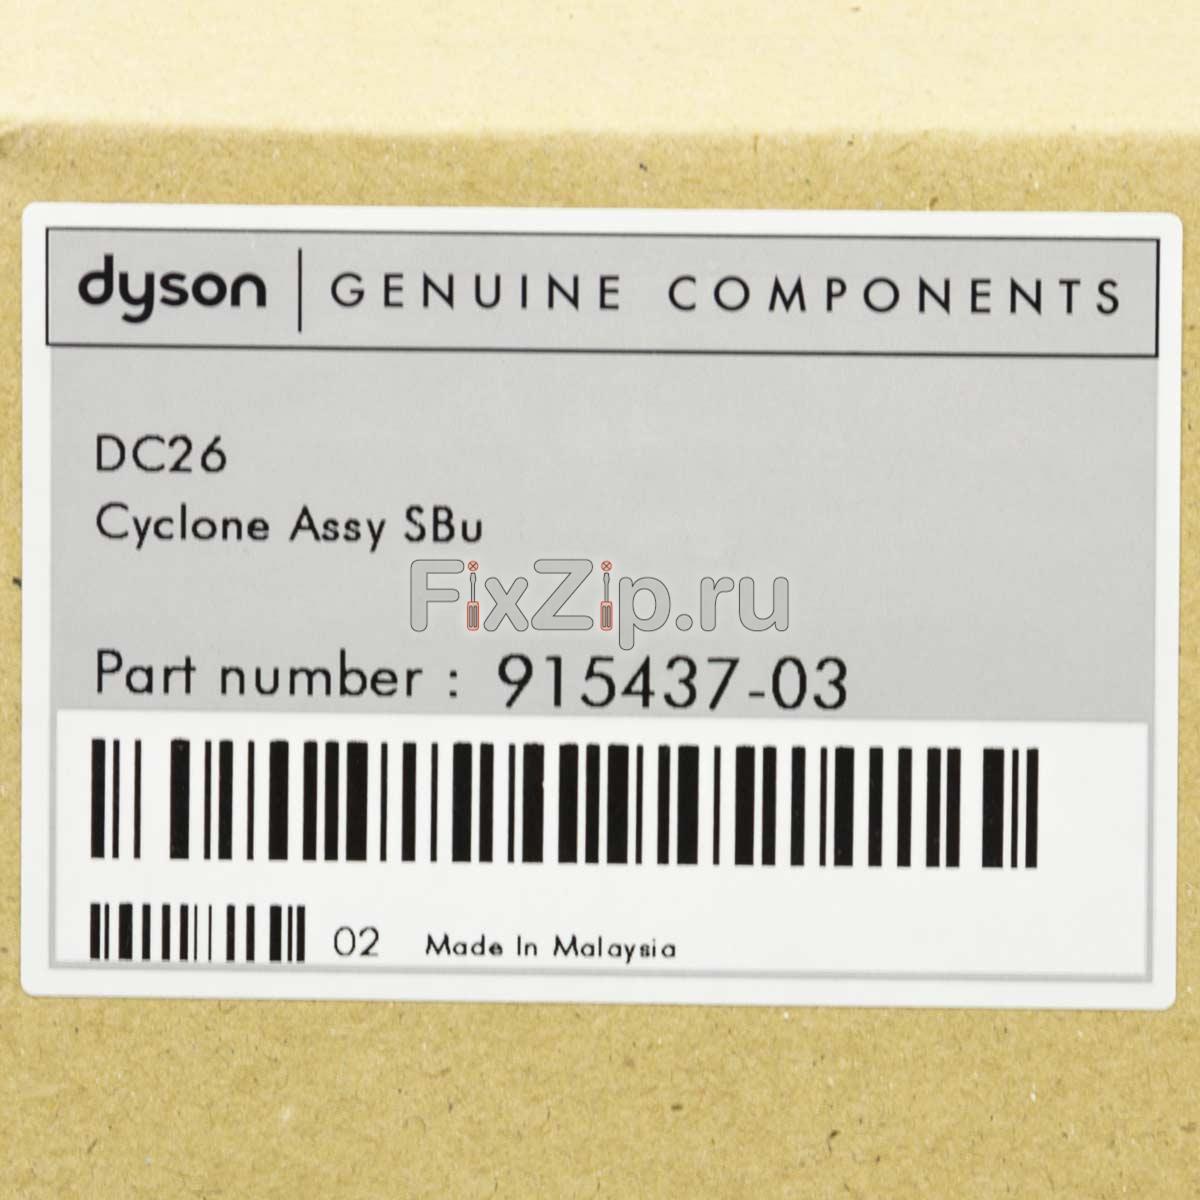 dyson GENUINE COMPONENTS
DC26
Cyclone Assy SBu
FixZip.ru
Part number : 915437-03
02 Made In Malaysia